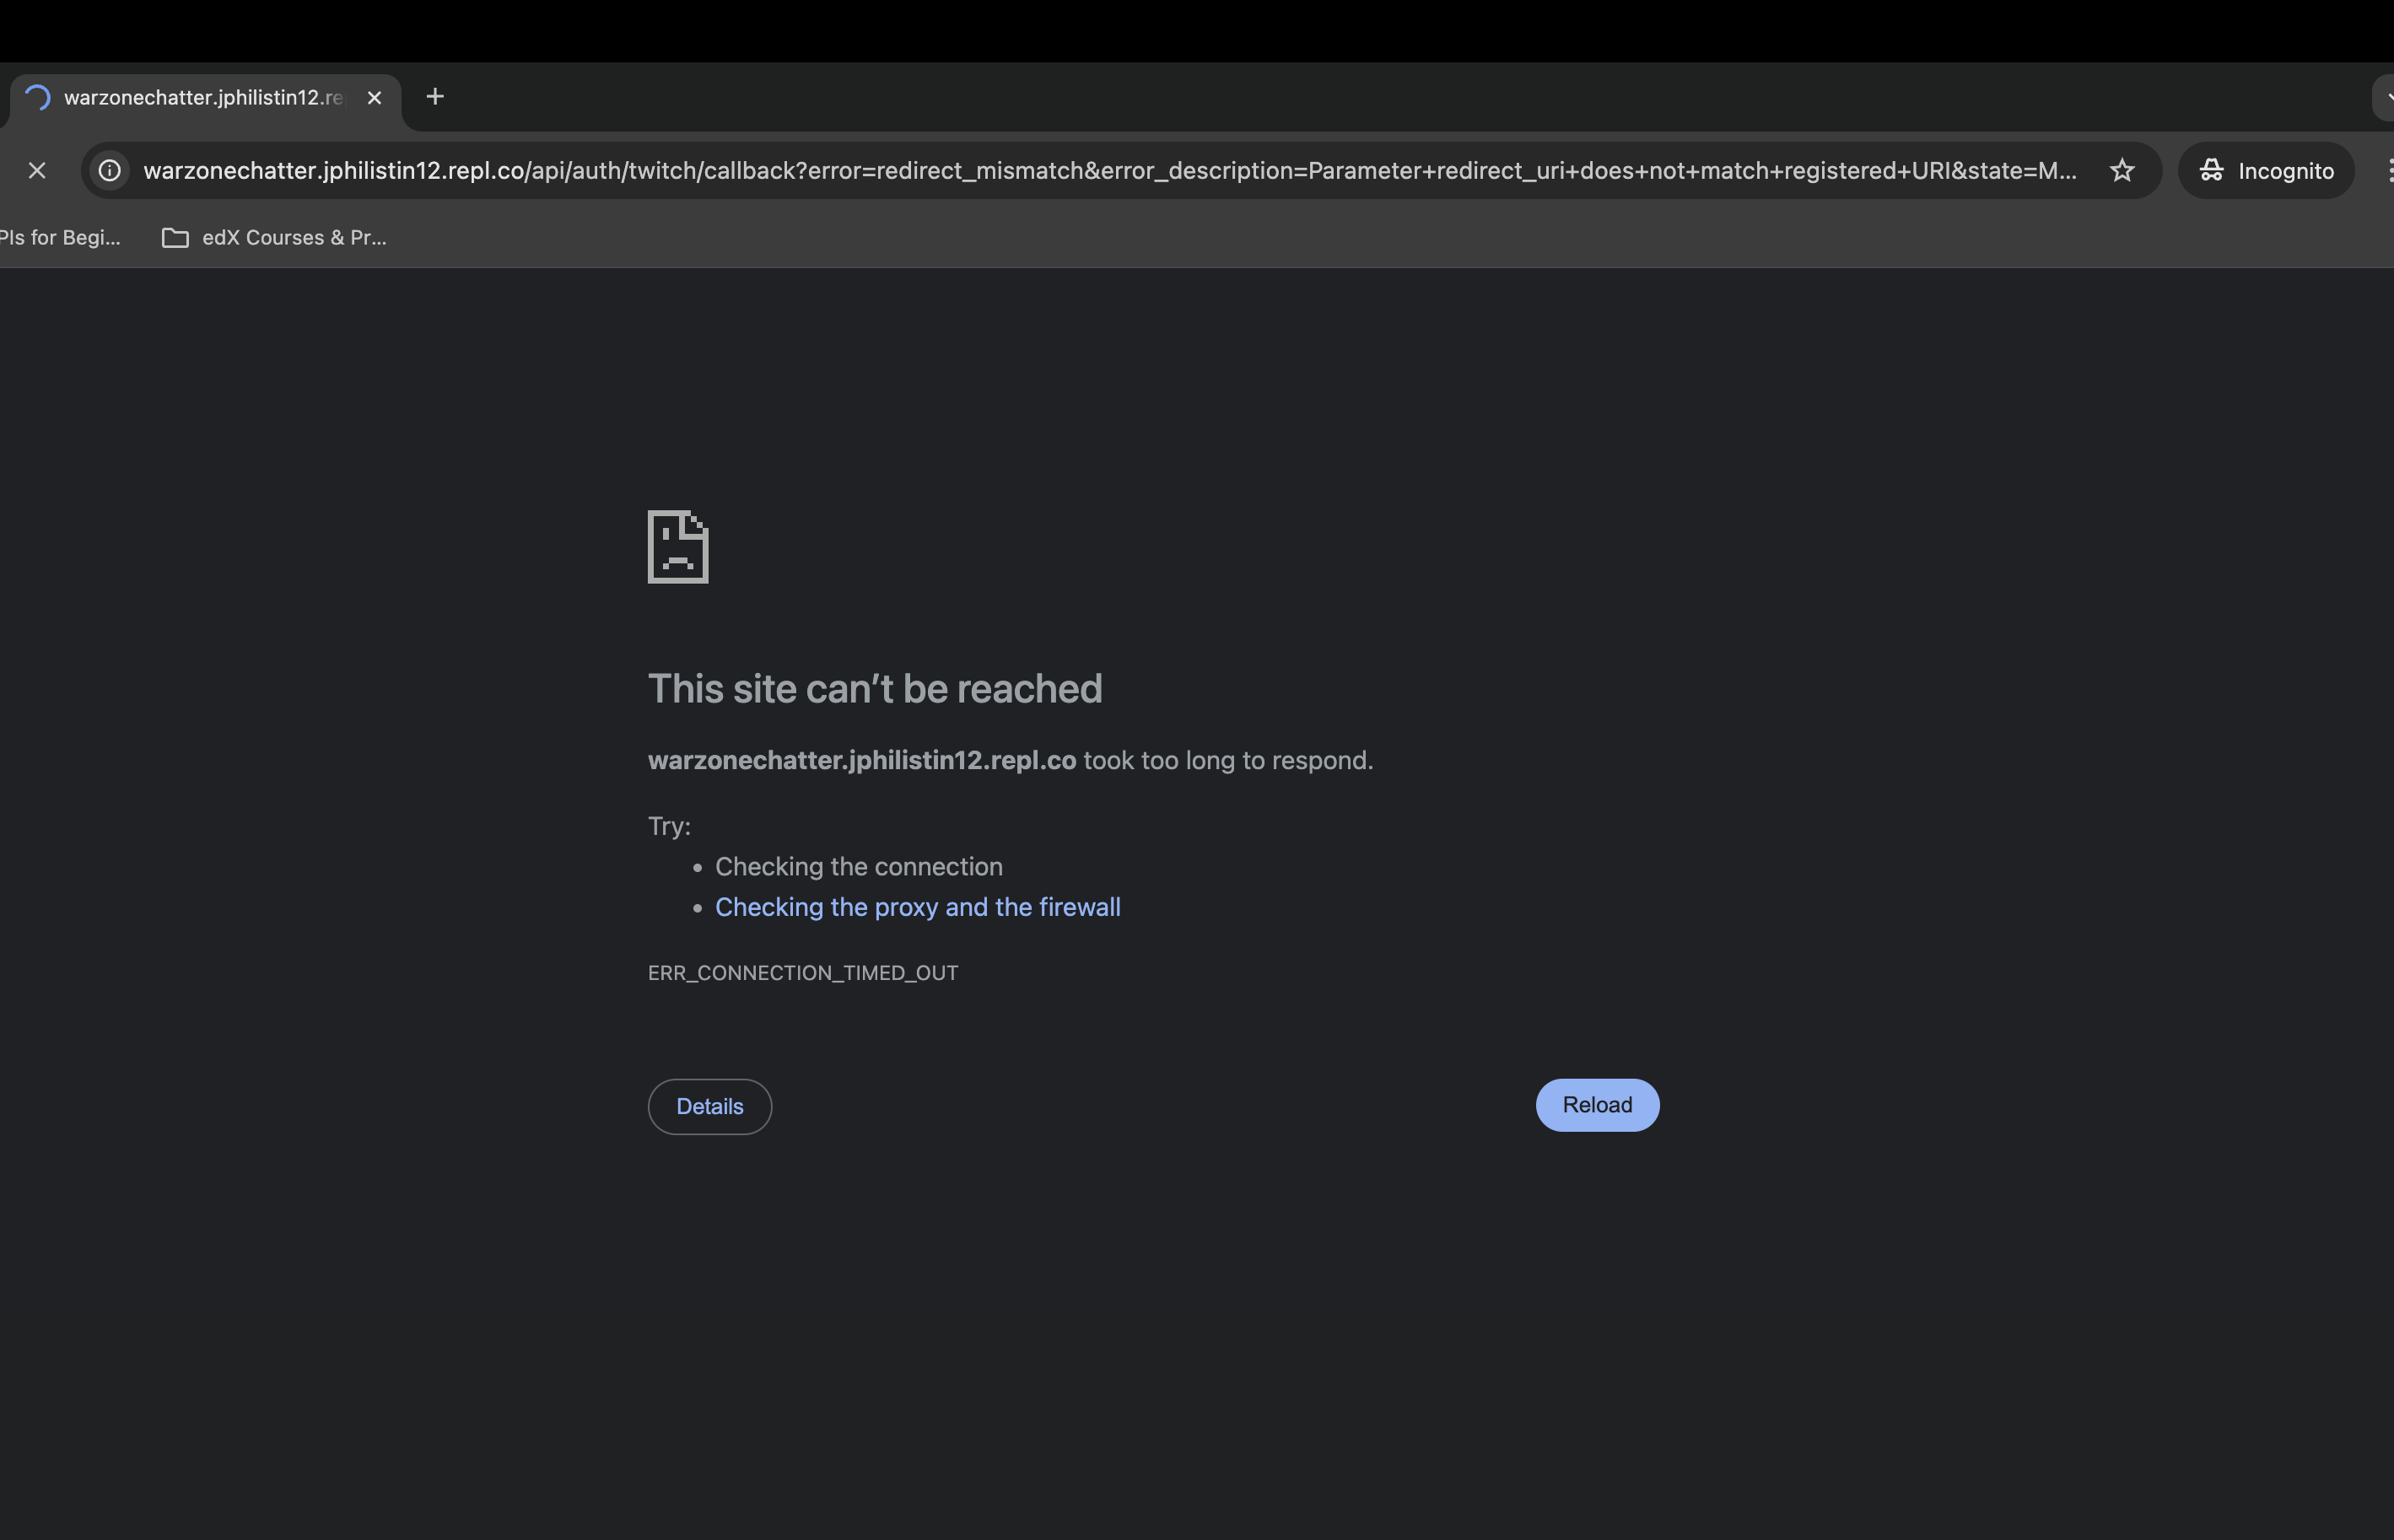 warzonechatter.jphilistin12.re
warzonechatter.jphilistin12.repl.co/api/auth/twitch/callback?error=redirect_mismatch&error_description=Parameter+redirect_uri+does+not+match+registered+URI&state=M...
Incognito
PIs for Begi...
edX Courses & Pr...
This site can’t be reached
warzonechatter.jphilistin12.repl.co took too long to respond.
Try:
• Checking the connection
• Checking the proxy and the firewall
ERR_CONNECTION_TIMED_OUT
Details
Reload